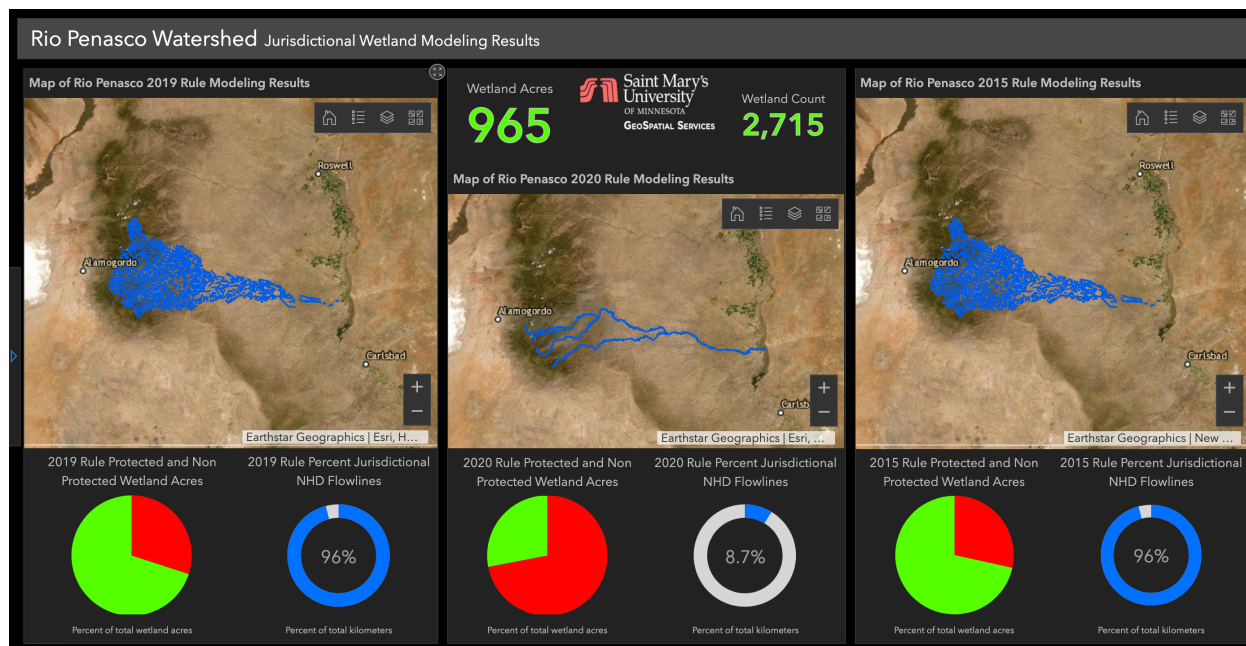 Rio Penasco Watershed Jurisdictional Wetland Modeling Results
Map of Rio Penasco 2019 Rule Modeling Results
Roswell
Alamogordo
Carlsbad
+
−
Earthstar Geographics | Esri, H...
2019 Rule Protected and Non
Protected Wetland Acres
Percent of total wetland acres
2019 Rule Percent Jurisdictional
NHD Flowlines
96%
Percent of total kilometers
Wetland Acres
965
Saint Mary's
University
OF MINNESOTA
GEOSPATIAL SERVICES
Wetland Count
2,715
Map of Rio Penasco 2020 Rule Modeling Results
Alamogordo
Carlsb
+
−
Earthstar Geographics | Esri, ...
2020 Rule Protected and Non
Protected Wetland Acres
Percent of total wetland acres
2020 Rule Percent Jurisdictional
NHD Flowlines
8.7%
Percent of total kilometers
Map of Rio Penasco 2015 Rule Modeling Results
Roswell
Alamogordo
Carlsbad
+
−
Earthstar Geographics | New ...
2015 Rule Protected and Non
Protected Wetland Acres
Percent of total wetland acres
2015 Rule Percent Jurisdictional
NHD Flowlines
96%
Percent of total kilometers